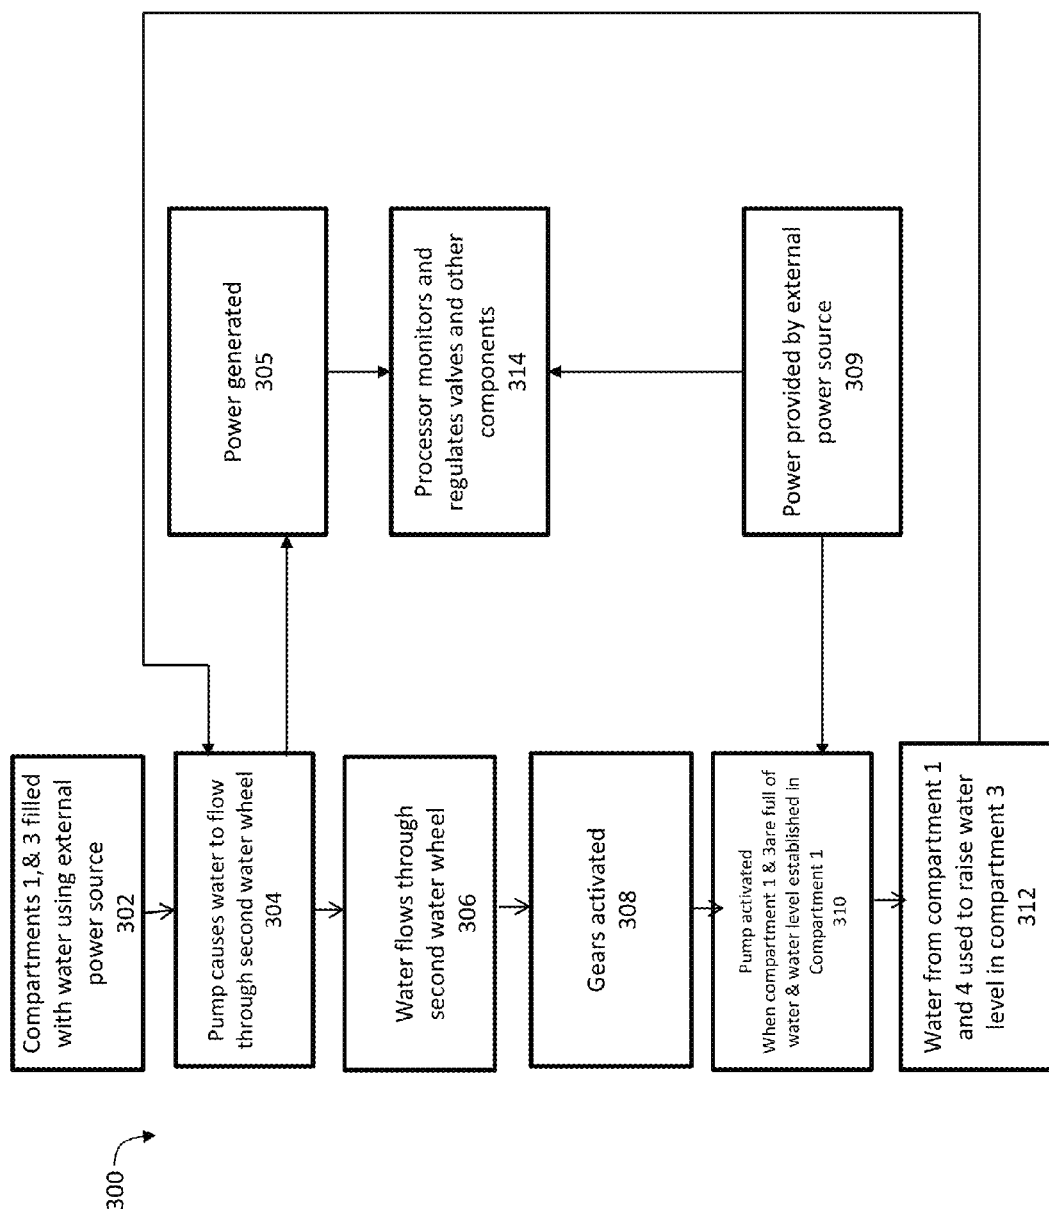 300
Compartments 1,& 3 filled
with water using external
power source
302
Pump causes water to flow
through second water wheel
304
Water flows through
second water wheel
306
Gears activated
308
Pump activated
When compartment 1 & 3are full of
water & water level established in
Compartment 1
310
Water from compartment 1
and 4 used to raise water
level in compartment 3
312
Power generated
305
Processor monitors and
regulates valves and other
components
314
Power provided by external
power source
309